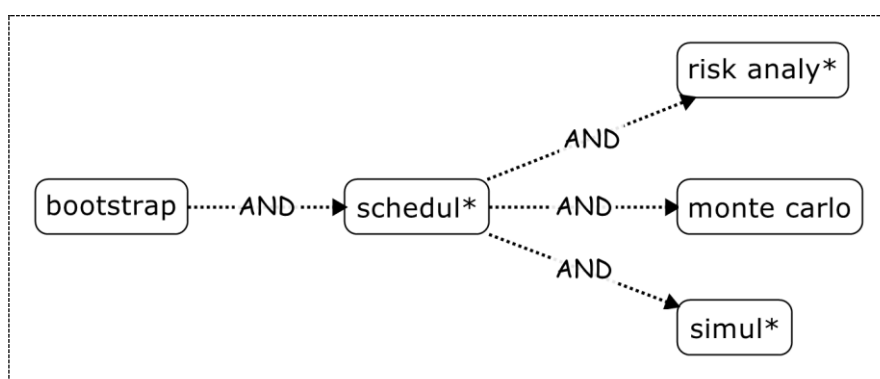 risk analy*
AND
bootstrap AND schedul* AND monte carlo
AND
simul*